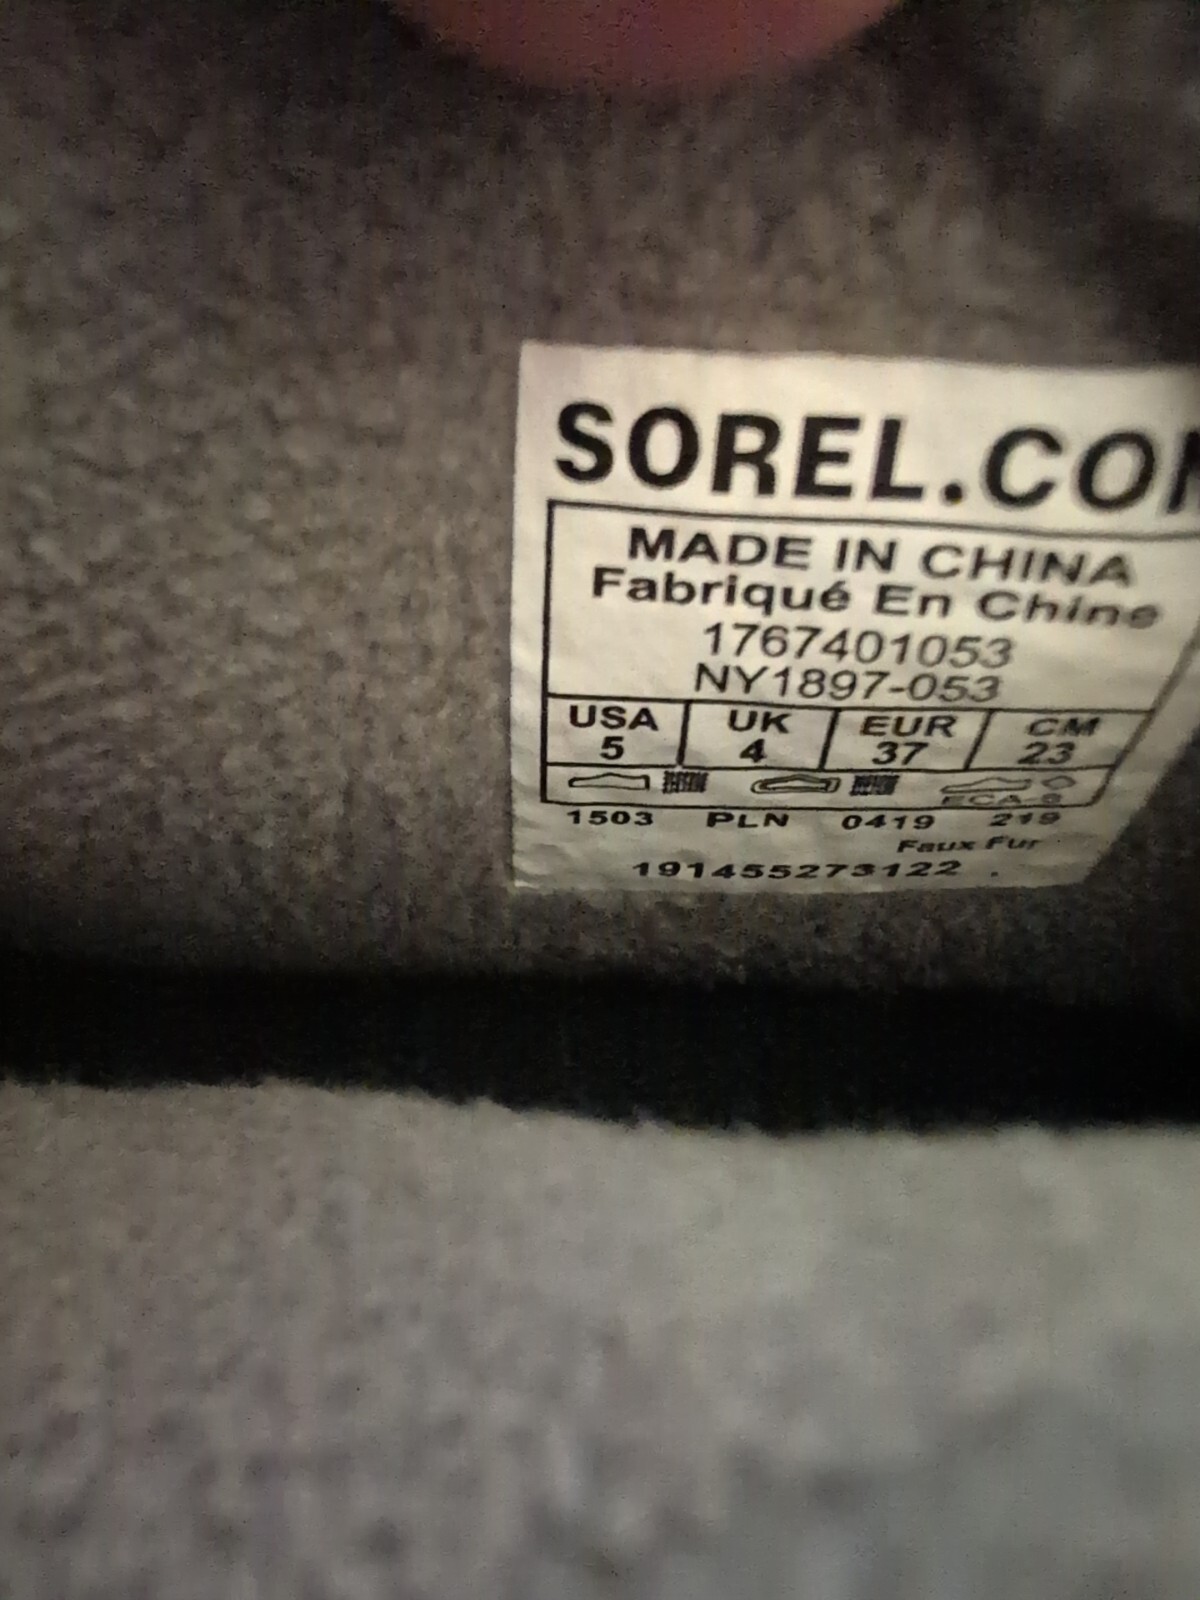 SOREL.CO
MADE IN CHINA
Fabriqué En Chine
1767401053
NY1897-053
USA UK EUR CM
5 4 37 23
1503 PLN 0419 219
Faux Fur
191455273122